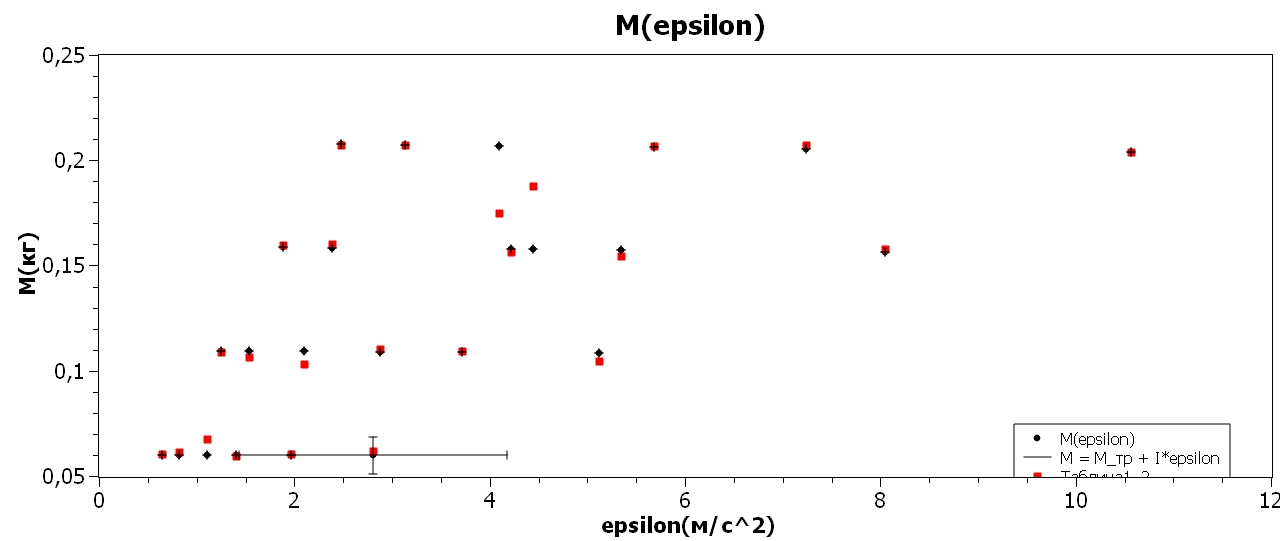 M(epsilon)
0,25
0,2
0,15
0,1
0,05
M(кг)
0
2
4
6
8
10
12
epsilon(м/с^2)
M(epsilon)
M = M_тр + I*epsilon
Таблица1_2